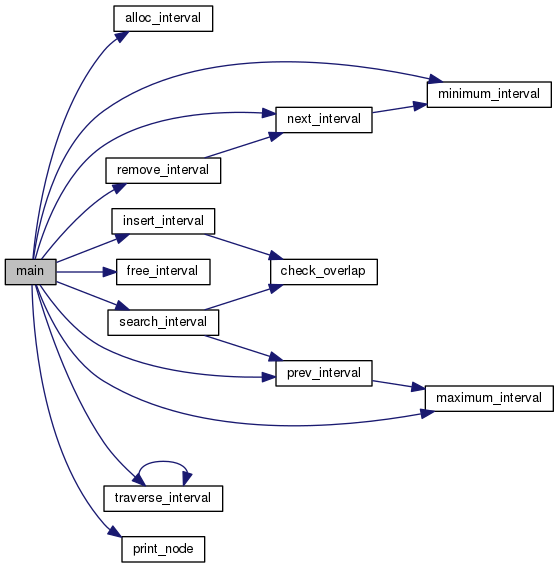 alloc_interval
minimum_interval
next_interval
remove_interval
insert_interval
main
free_interval
check_overlap
search_interval
prev_interval
maximum_interval
traverse_interval
print_node